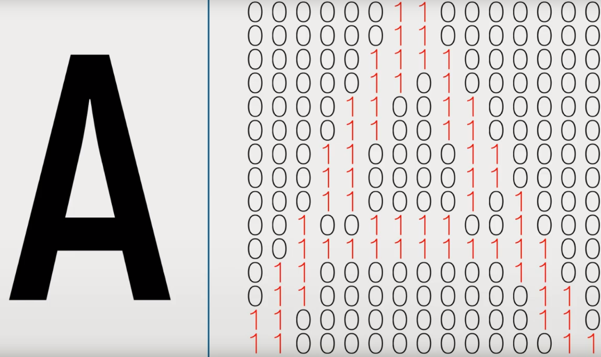 A
0 0 0 0 0 0 1 1 0 0 0 0 0 0 0
0 0 0 0 0 0 1 1 0 0 0 0 0 0 0
0 0 0 0 0 1 1 1 1 0 0 0 0 0 0
0 0 0 0 0 1 1 0 1 0 0 0 0 0 0
0 0 0 0 1 1 0 0 1 1 0 0 0 0 0
0 0 0 0 1 1 0 0 1 1 0 0 0 0 0
0 0 0 1 1 0 0 0 0 1 1 0 0 0 0
0 0 0 1 1 0 0 0 0 1 1 0 0 0 0
0 0 0 1 1 0 0 0 0 1 0 1 0 0 0
0 0 1 0 0 1 1 1 1 0 0 1 0 0 0
0 0 1 1 1 1 1 1 1 1 1 1 1 0 0
0 1 1 0 0 0 0 0 0 0 0 1 1 0 0
0 1 1 0 0 0 0 0 0 0 0 0 1 1 0
1 1 0 0 0 0 0 0 0 0 0 0 1 1 0
1 1 0 0 0 0 0 0 0 0 0 0 1 1 1